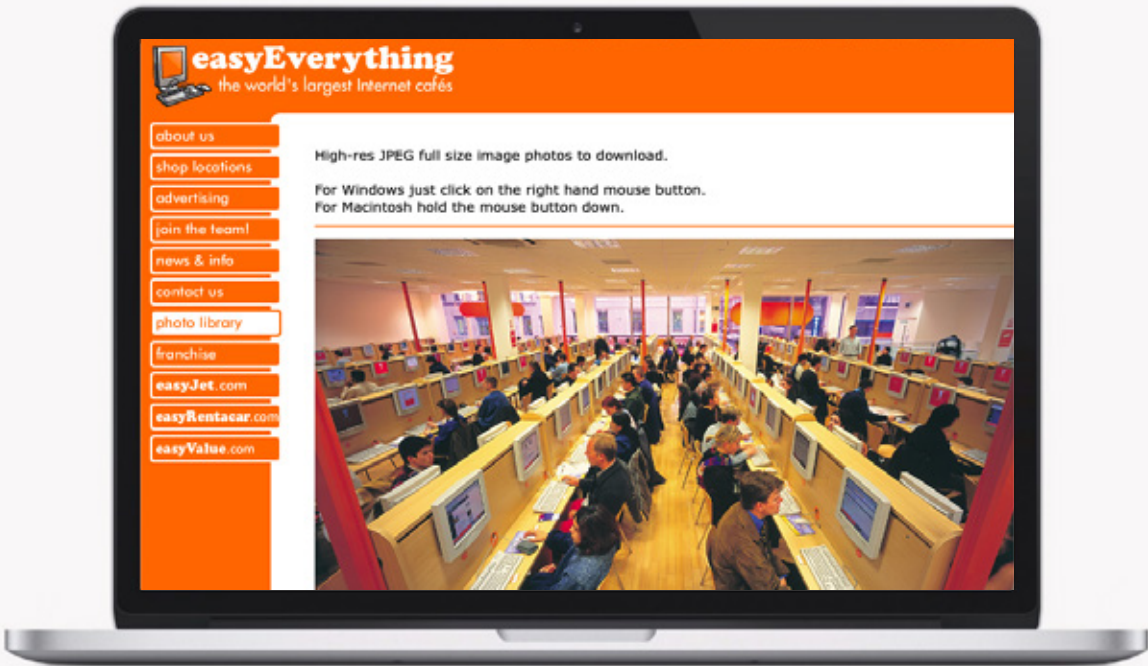 easyEverything
the world's largest Internet cafés
about us
shop locations
advertising
join the team!
news & info
contact us
photo library
franchise
easyJet.com
easyRentacar.com
easyValue.com
High-res JPEG full size image photos to download.
For Windows just click on the right hand mouse button.
For Macintosh hold the mouse button down.